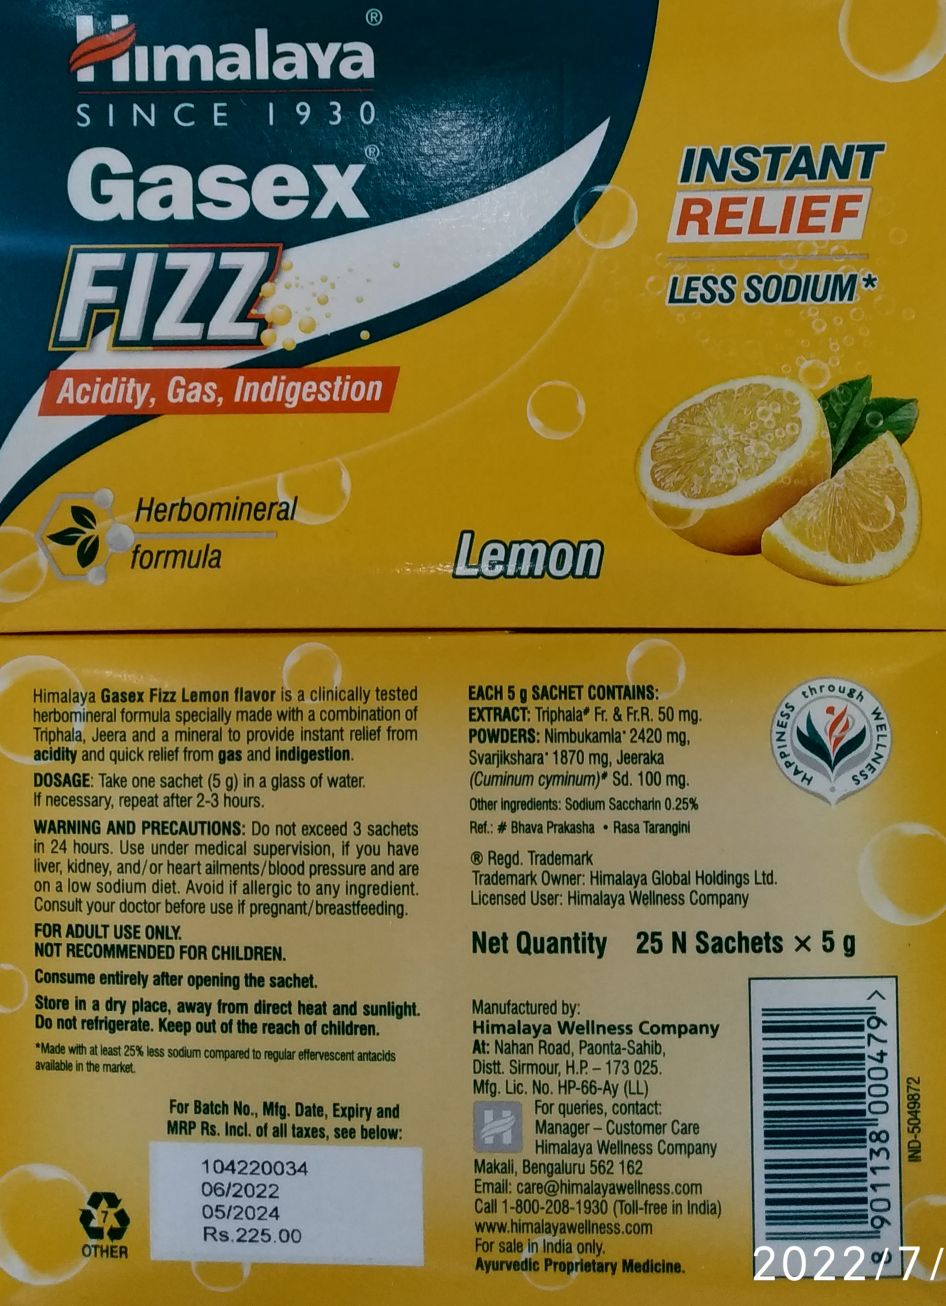 Himalaya®
SINCE 1930
Gasex®
FIZZ
Acidity, Gas, Indigestion
Herbomineral
formula
INSTANT
RELIEF
LESS SODIUM*
Lemon
Himalaya Gasex Fizz Lemon flavor is a clinically tested
herbomineral formula specially made with a combination of
Triphala, Jeera and a mineral to provide instant relief from
acidity and quick relief from gas and indigestion.
DOSAGE: Take one sachet (5 g) in a glass of water.
If necessary, repeat after 2-3 hours.
WARNING AND PRECAUTIONS: Do not exceed 3 sachets
in 24 hours. Use under medical supervision, if you have
liver, kidney, and/or heart ailments/blood pressure and are
on a low sodium diet. Avoid if allergic to any ingredient.
Consult your doctor before use if pregnant/breastfeeding.
FOR ADULT USE ONLY.
NOT RECOMMENDED FOR CHILDREN.
Consume entirely after opening the sachet.
Store in a dry place, away from direct heat and sunlight.
Do not refrigerate. Keep out of the reach of children.
*Made with at least 25% less sodium compared to regular effervescent antacids
available in the market.
For Batch No., Mfg. Date, Expiry and
MRP Rs. Incl. of all taxes, see below:
104220034
06/2022
05/2024
Rs.225.00
7
OTHER
EACH 5 g SACHET CONTAINS:
EXTRACT: Triphala# Fr. & Fr.R. 50 mg.
POWDERS: Nimbukamla• 2420 mg,
Svarjikshara• 1870 mg, Jeeraka
(Cuminum cyminum)# Sd. 100 mg.
Other ingredients: Sodium Saccharin 0.25%
Ref.: # Bhava Prakasha • Rasa Tarangini
® Regd. Trademark
Trademark Owner: Himalaya Global Holdings Ltd.
Licensed User: Himalaya Wellness Company
HAPPINESS through WELLNESS
Net Quantity 25 N Sachets × 5 g
Manufactured by:
Himalaya Wellness Company
At: Nahan Road, Paonta-Sahib,
Distt. Sirmour, H.P. – 173 025.
Mfg. Lic. No. HP-66-Ay (LL)
For queries, contact:
Manager – Customer Care
Himalaya Wellness Company
Makali, Bengaluru 562 162
Email: care@himalayawellness.com
Call 1-800-208-1930 (Toll-free in India)
www.himalayawellness.com
For sale in India only.
Ayurvedic Proprietary Medicine.
8 901138 000479 >
IND-5049872
2022/7/